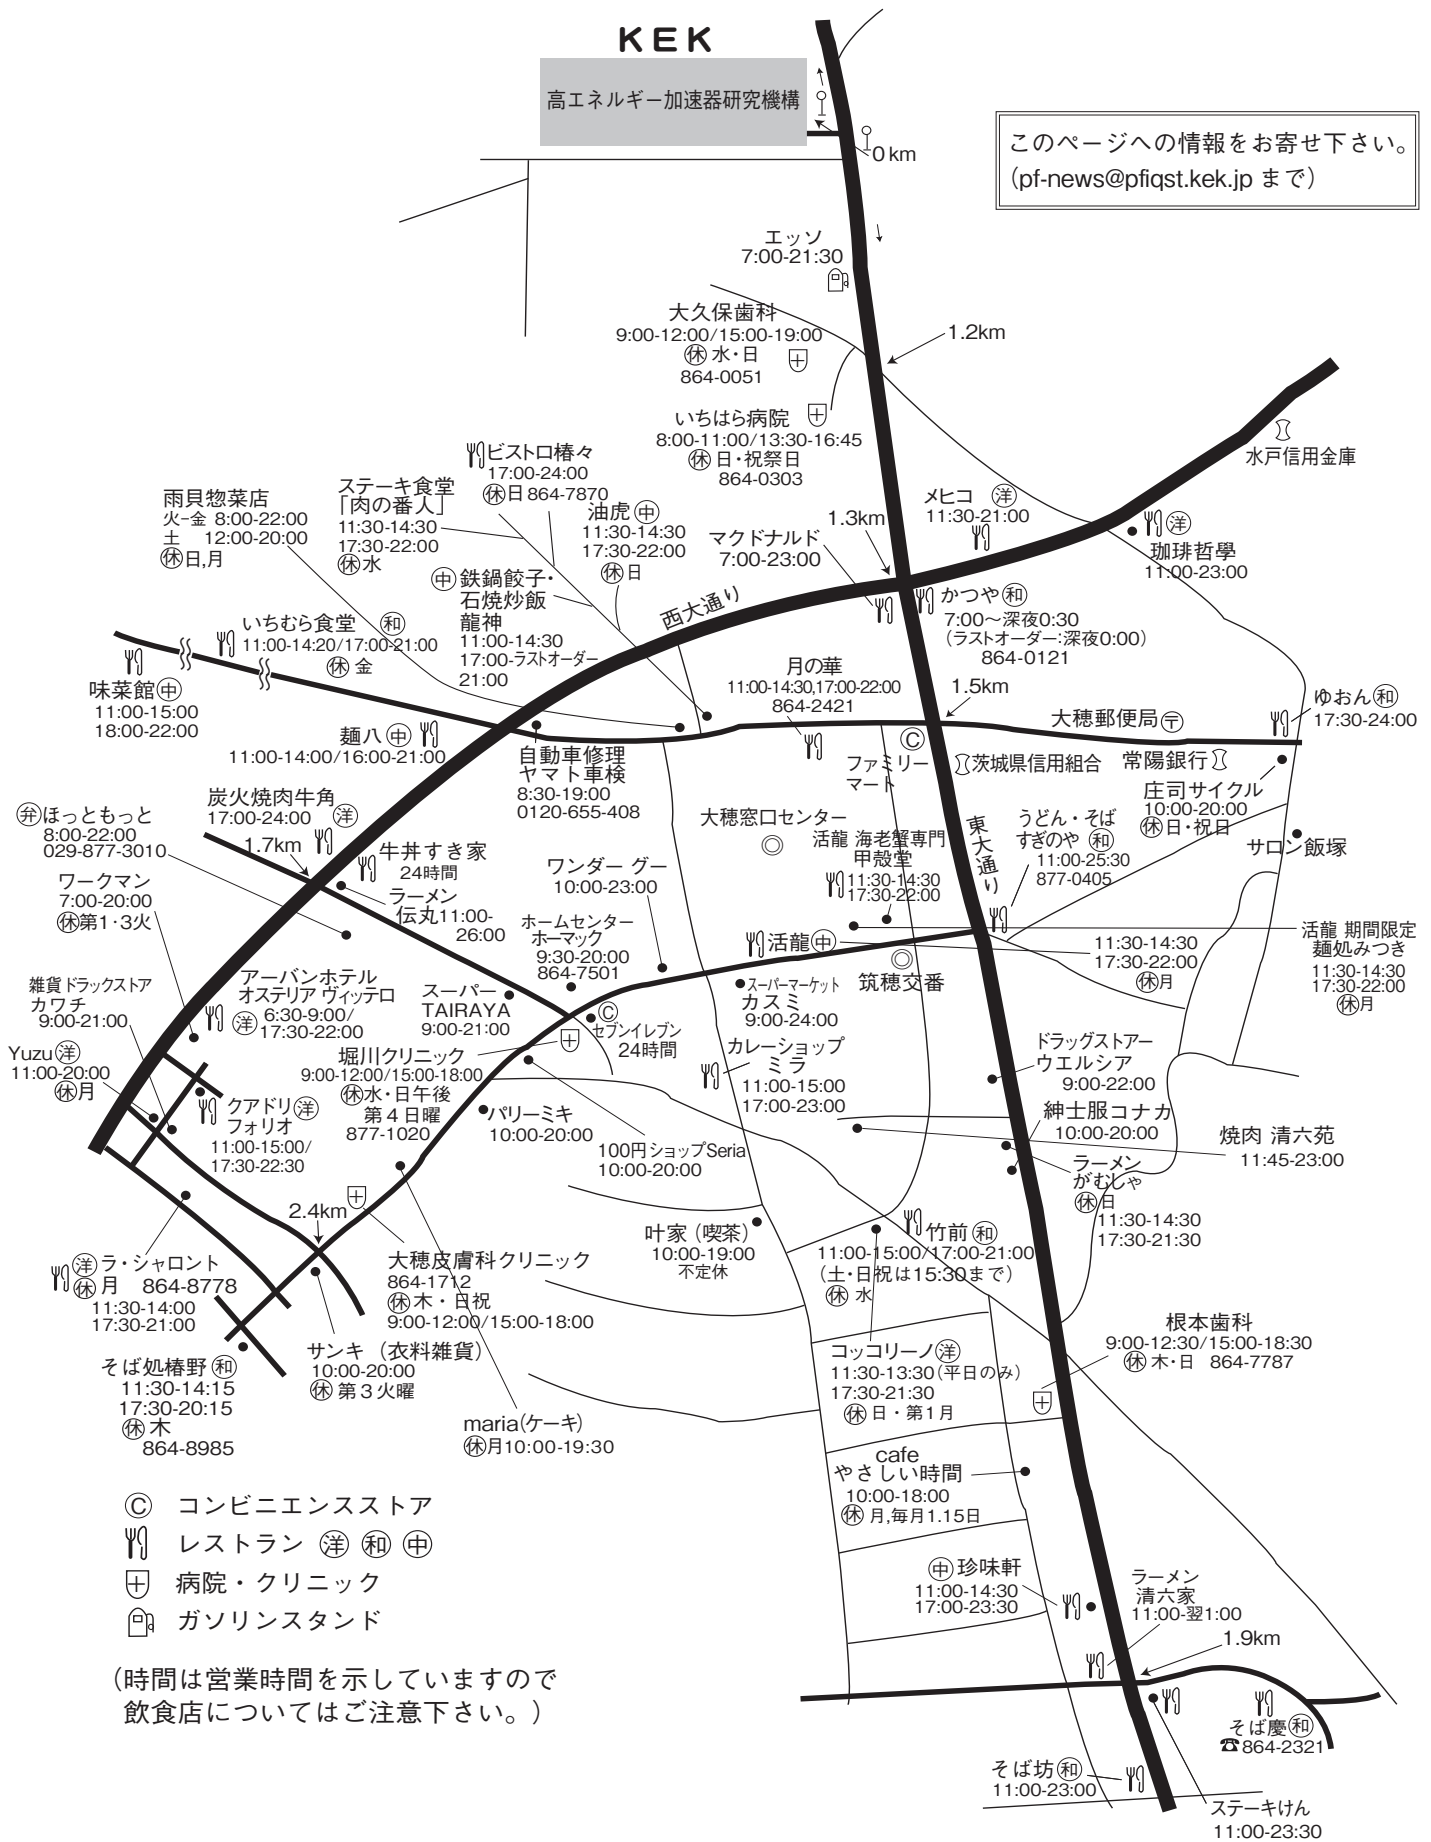 KEK
高エネルギー加速器研究機構
0 km
このページへの情報をお寄せ下さい。
(pf-news@pfiqst.kek.jp まで)
エッソ
7:00-21:30
大久保歯科
9:00-12:00/15:00-19:00
休 水・日
864-0051
1.2km
いちはら病院
8:00-11:00/13:30-16:45
休 日・祝祭日
864-0303
水戸信用金庫
ビストロ椿々
17:00-24:00
休日 864-7870
ステーキ食堂
「肉の番人」
11:30-14:30
17:30-22:00
休水
雨貝惣菜店
火-金 8:00-22:00
土 12:00-20:00
休日,月
油虎 中
11:30-14:30
17:30-22:00
休日
マクドナルド
7:00-23:00
1.3km
メヒコ 洋
11:30-21:00
洋
珈琲哲學
11:00-23:00
中 鉄鍋餃子・
石焼炒飯
龍神
11:00-14:30
17:00-ラストオーダー
21:00
西大通り
かつや 和
7:00〜深夜0:30
(ラストオーダー:深夜0:00)
864-0121
いちむら食堂 和
11:00-14:20/17:00-21:00
休 金
味菜館 中
11:00-15:00
18:00-22:00
月の華
11:00-14:30,17:00-22:00
864-2421
1.5km
大穂郵便局 〒
ゆおん 和
17:30-24:00
麺八 中
11:00-14:00/16:00-21:00
自動車修理
ヤマト車検
8:30-19:00
0120-655-408
C
ファミリー
マート
茨城県信用組合
常陽銀行
庄司サイクル
10:00-20:00
休日・祝日
サロン飯塚
炭火焼肉牛角
17:00-24:00 洋
1.7km
弁 ほっともっと
8:00-22:00
029-877-3010
牛丼すき家
24時間
ラーメン
伝丸11:00-
26:00
ワークマン
7:00-20:00
休第1・3火
ワンダー グー
10:00-23:00
大穂窓口センター
活龍 海老蟹専門
甲殻堂
11:30-14:30
17:30-22:00
東大通り
うどん・そば
すぎのや 和
11:00-25:30
877-0405
ホームセンター
ホーマック
9:30-20:00
864-7501
活龍 中
11:30-14:30
17:30-22:00
休月
活龍 期間限定
麺処みつき
11:30-14:30
17:30-22:00
休月
筑穂交番
雑貨 ドラックストア
カワチ
9:00-21:00
アーバンホテル
オステリア ヴィッテロ
洋 6:30-9:00/
17:30-22:00
スーパー
TAIRAYA
9:00-21:00
C
セブンイレブン
24時間
スーパーマーケット
カスミ
9:00-24:00
Yuzu 洋
11:00-20:00
休月
堀川クリニック
9:00-12:00/15:00-18:00
休水・日午後
第4日曜
877-1020
カレーショップ
ミラ
11:00-15:00
17:00-23:00
ドラッグストアー
ウエルシア
9:00-22:00
クアドリ 洋
フォリオ
11:00-15:00/
17:30-22:30
パリーミキ
10:00-20:00
100円 ショップSeria
10:00-20:00
紳士服コナカ
10:00-20:00
焼肉 清六苑
11:45-23:00
ラーメン
がむしゃ
休日
11:30-14:30
17:30-21:30
2.4km
叶家 (喫茶)
10:00-19:00
不定休
竹前 和
11:00-15:00/17:00-21:00
(土・日祝は15:30まで)
休 水
洋 ラ・シャロント
休 月 864-8778
11:30-14:00
17:30-21:00
大穂皮膚科クリニック
864-1712
休 木・日祝
9:00-12:00/15:00-18:00
根本歯科
9:00-12:30/15:00-18:30
休 木・日 864-7787
そば処椿野 和
11:30-14:15
17:30-20:15
休 木
864-8985
サンキ (衣料雑貨)
10:00-20:00
休 第3火曜
コッコリーノ 洋
11:30-13:30(平日のみ)
17:30-21:30
休 日・第1月
maria(ケーキ)
休月10:00-19:30
cafe
やさしい時間
10:00-18:00
休 月,毎月1.15日
C コンビニエンスストア
レストラン 洋 和 中
病院・クリニック
ガソリンスタンド
(時間は営業時間を示していますので
飲食店についてはご注意下さい。)
中 珍味軒
11:00-14:30
17:00-23:30
ラーメン
清六家
11:00-翌1:00
1.9km
そば慶 和
☎864-2321
そば坊 和
11:00-23:00
ステーキけん
11:00-23:30